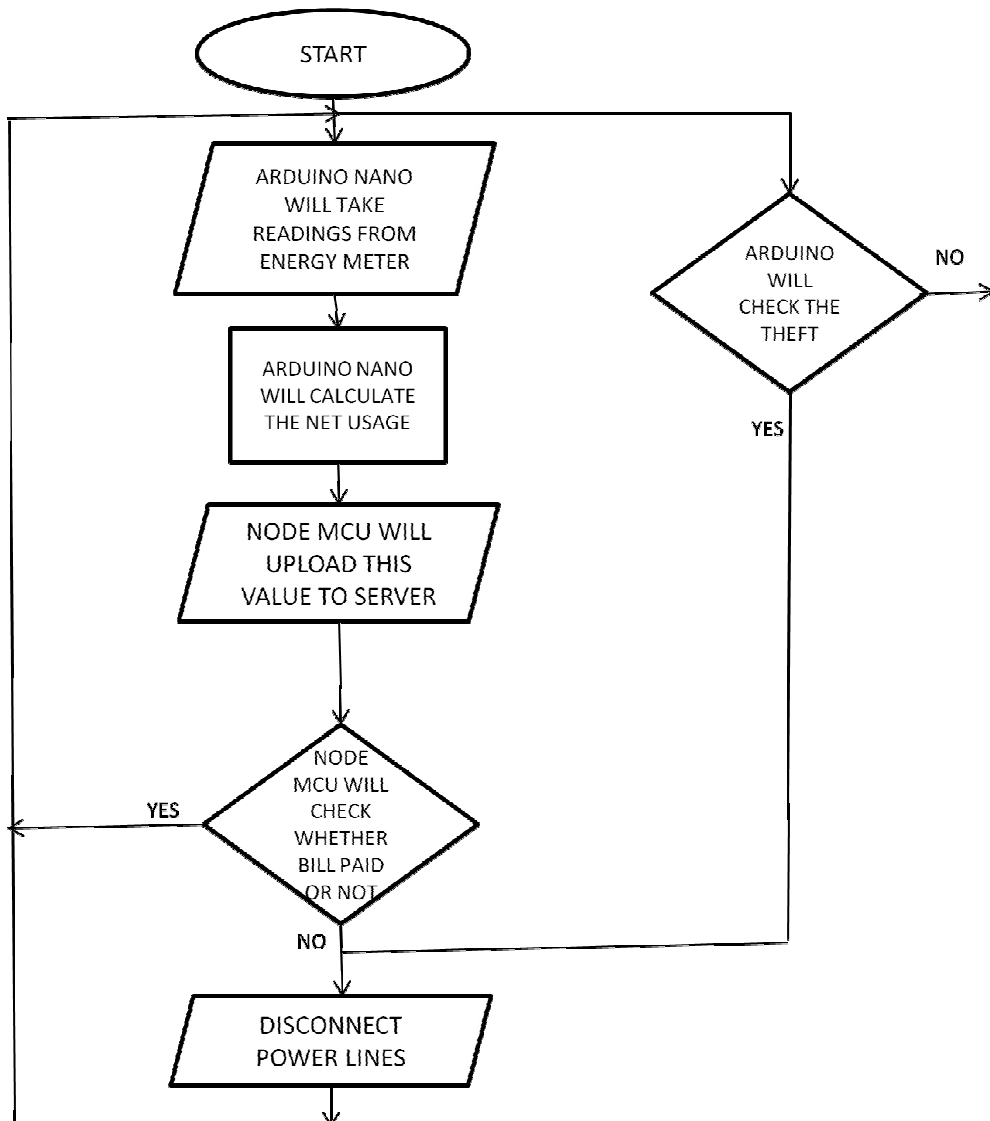 START
ARDUINO NANO
WILL TAKE
READINGS FROM
ENERGY METER
ARDUINO
WILL
CHECK THE
THEFT
NO
ARDUINO NANO
WILL CALCULATE
THE NET USAGE
YES
NODE MCU WILL
UPLOAD THIS
VALUE TO SERVER
NODE
MCU WILL
CHECK
WHETHER
BILL PAID
OR NOT
YES
NO
DISCONNECT
POWER LINES